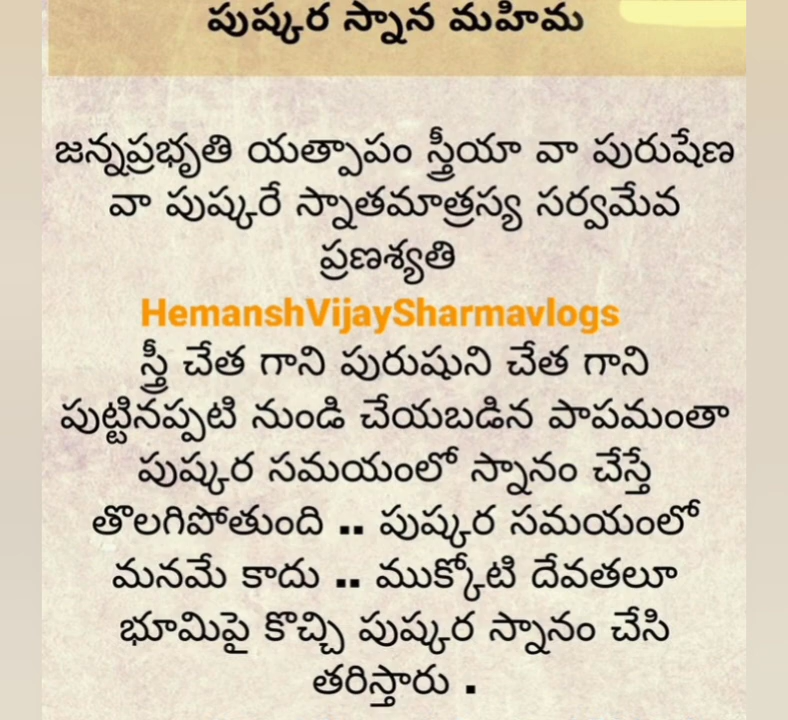 పుష్కర స్నాన మహిమ
జన్నప్రభృతి యత్పాపం స్త్రీయా వా పురుషేణ
వా పుష్కరే స్నాతమాత్రస్య సర్వమేవ
ప్రణశ్యతి
HemanshVijaySharmavlogs
స్త్రీ చేత గాని పురుషుని చేత గాని
పుట్టినప్పటి నుండి చేయబడిన పాపమంతా
పుష్కర సమయంలో స్నానం చేస్తే
తొలగిపోతుంది .. పుష్కర సమయంలో
మనమే కాదు .. ముక్కోటి దేవతలూ
భూమిపై కొచ్చి పుష్కర స్నానం చేసి
తరిస్తారు .